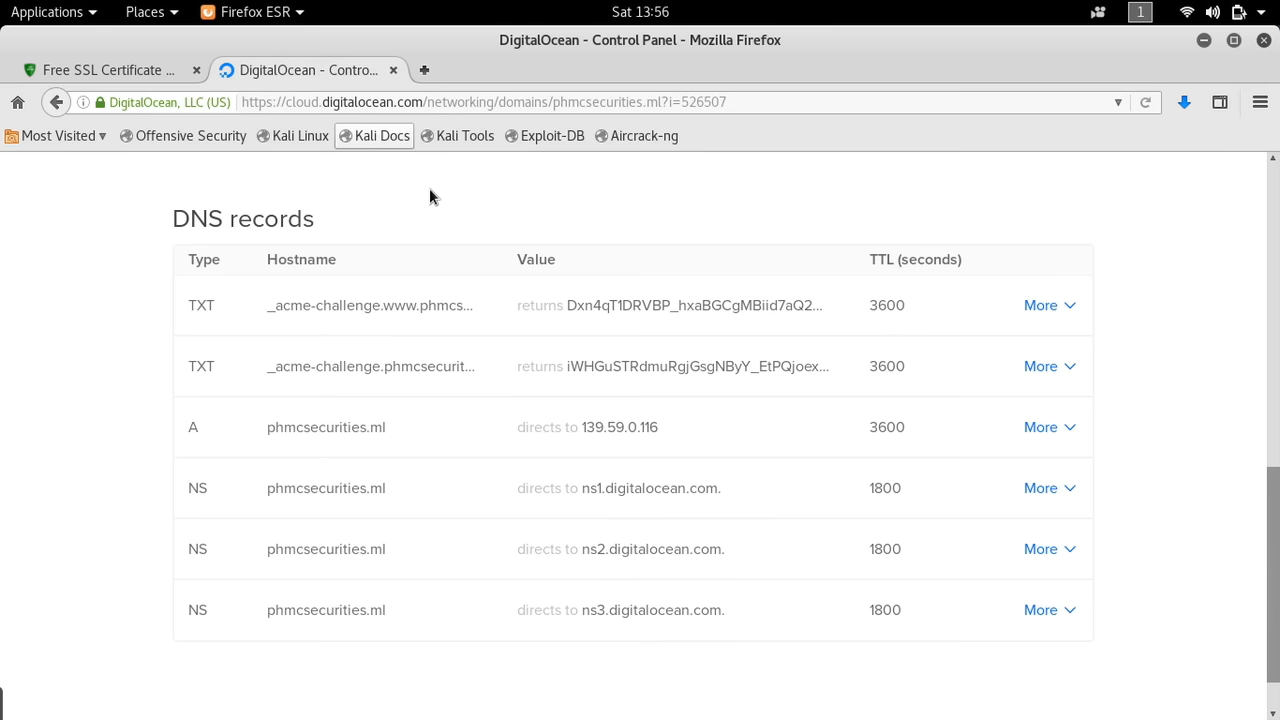 Applications Places Firefox ESR Sat 13:56 1
DigitalOcean - Control Panel - Mozilla Firefox
Free SSL Certificate ... DigitalOcean - Contro...
DigitalOcean, LLC (US) https://cloud.digitalocean.com/networking/domains/phmcsecurities.ml?i=526507
Most Visited Offensive Security Kali Linux Kali Docs Kali Tools Exploit-DB Aircrack-ng
DNS records
Type Hostname Value TTL (seconds)
TXT _acme-challenge.www.phmcs... returns Dxn4qT1DRVBP_hxaBGCgMBiid7aQ2... 3600 More
TXT _acme-challenge.phmcsecurit... returns iWHGuSTRdmuRgjGsgNByY_EtPQjoex... 3600 More
A phmcsecurities.ml directs to 139.59.0.116 3600 More
NS phmcsecurities.ml directs to ns1.digitalocean.com. 1800 More
NS phmcsecurities.ml directs to ns2.digitalocean.com. 1800 More
NS phmcsecurities.ml directs to ns3.digitalocean.com. 1800 More